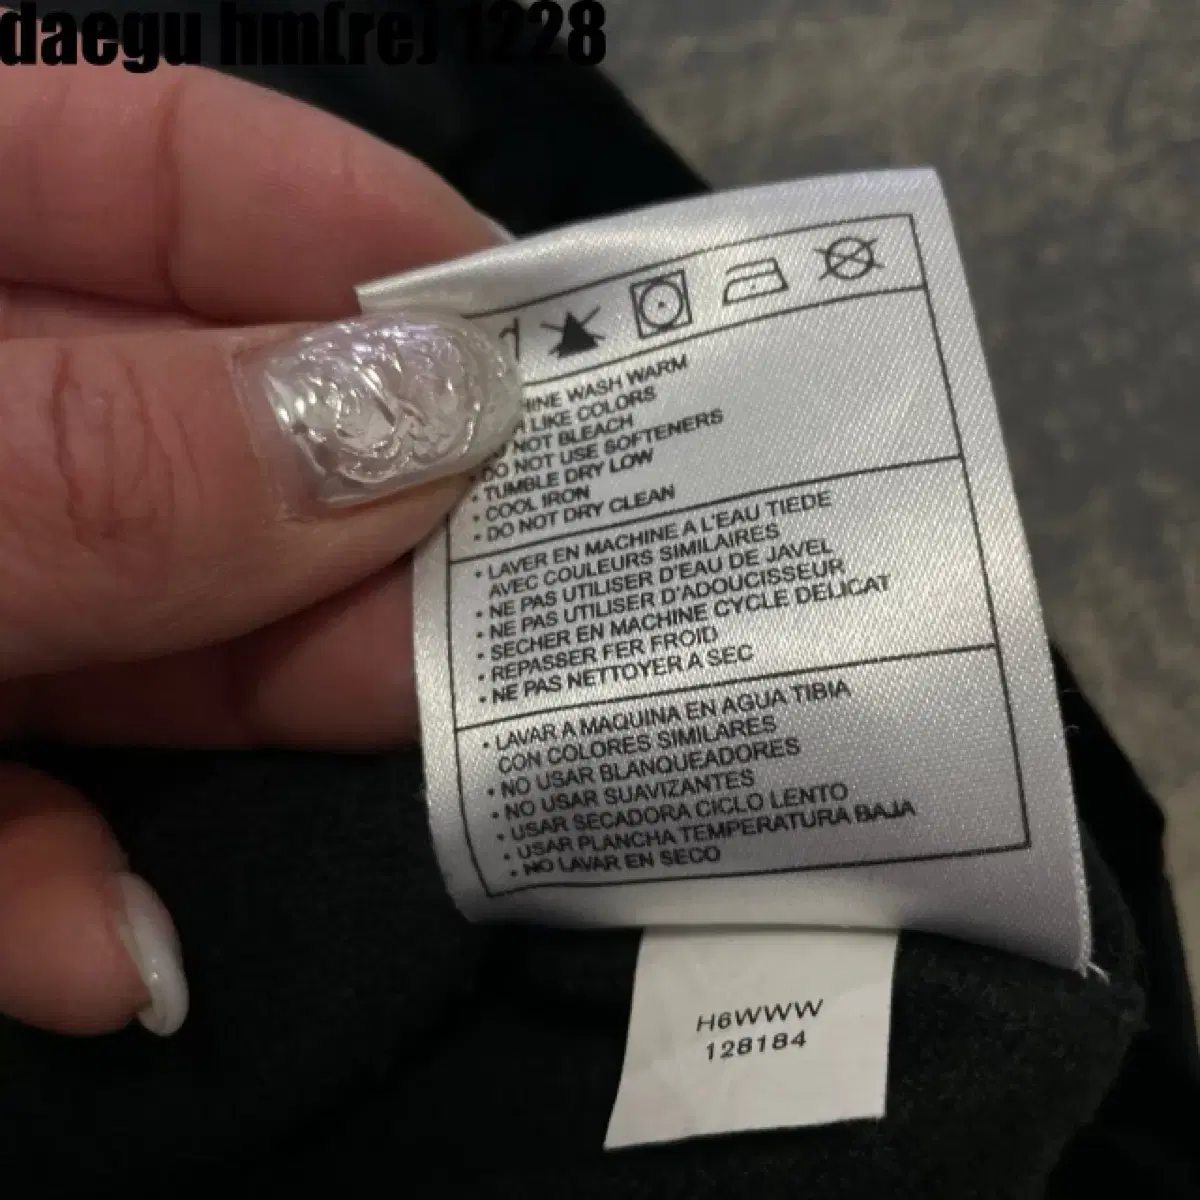 daegu hm(re) 1228
WASH WARM
LIKE COLORS
NOT BLEACH
• DO NOT USE SOFTENERS
• TUMBLE DRY LOW
• COOL IRON
• DO NOT DRY CLEAN
• LAVER EN MACHINE A L'EAU TIEDE
AVEC COULEURS SIMILAIRES
• NE PAS UTILISER D'EAU DE JAVEL
• NE PAS UTILISER D'ADOUCISSEUR
• SECHER EN MACHINE CYCLE DELICAT
• REPASSER FER FROID
• NE PAS NETTOYER A SEC
• LAVAR A MAQUINA EN AGUA TIBIA
CON COLORES SIMILARES
• NO USAR BLANQUEADORES
• NO USAR SUAVIZANTES
• USAR SECADORA CICLO LENTO
• USAR PLANCHA TEMPERATURA BAJA
• NO LAVAR EN SECO
H6WWW
128184